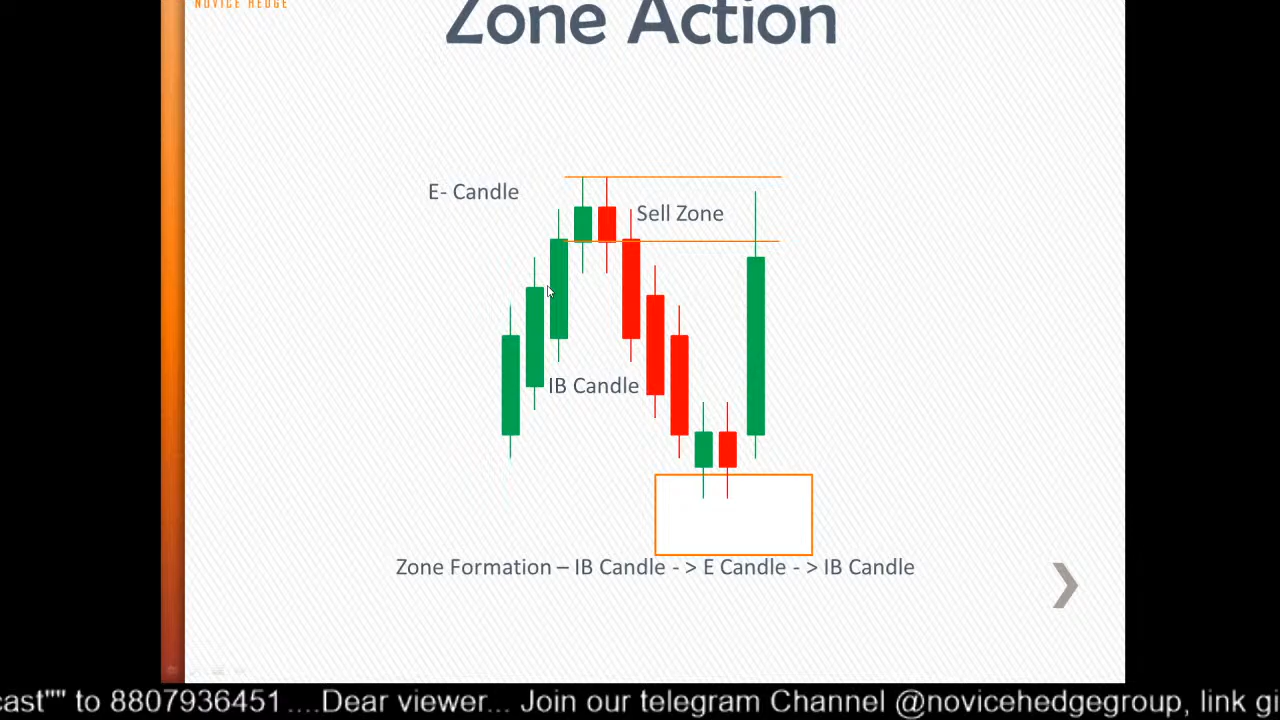 NOVICE HEDGE
Zone Action
E- Candle
Sell Zone
IB Candle
Zone Formation – IB Candle - > E Candle - > IB Candle
cast"" to 8807936451 ....Dear viewer... Join our telegram Channel @novicehedgegroup, link gi